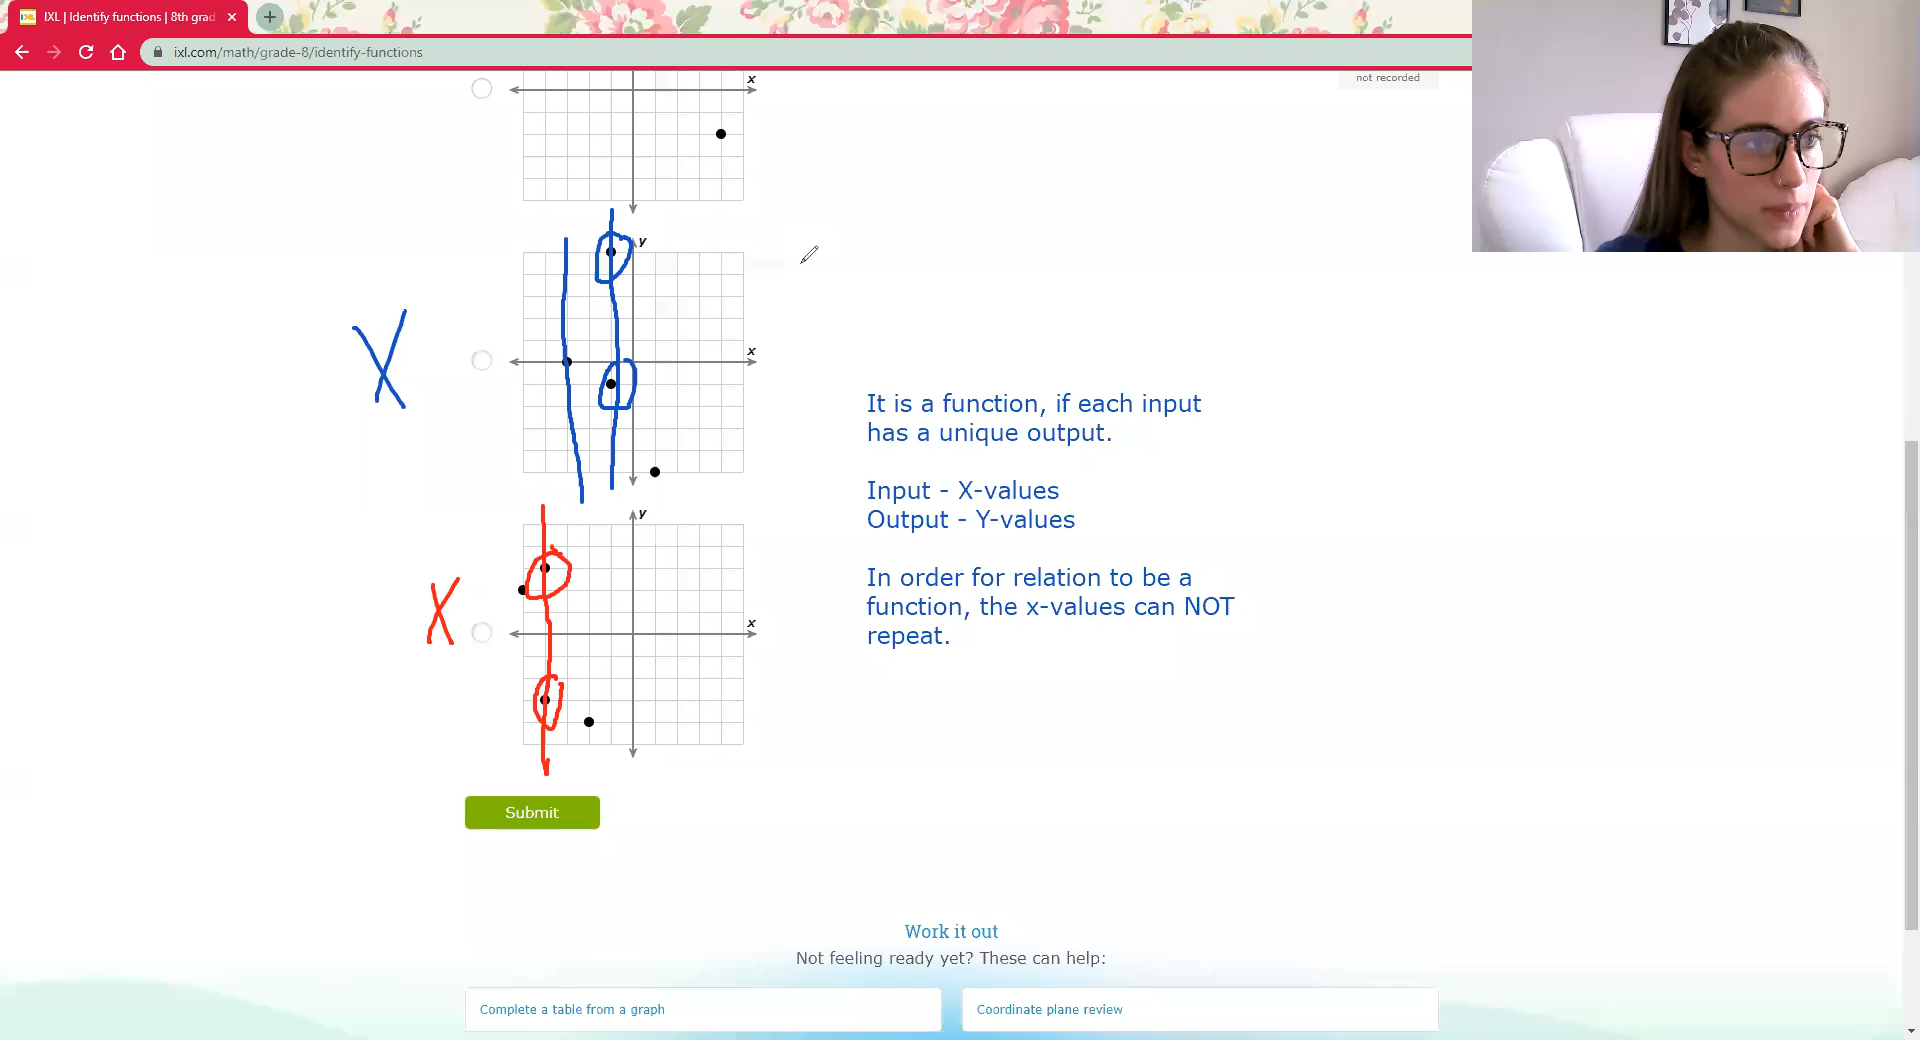 IXL | Identify functions | 8th grad
ixl.com/math/grade-8/identify-functions
not recorded
x
y
x
X
It is a function, if each input
has a unique output.
Input - X-values
Output - Y-values
In order for relation to be a
function, the x-values can NOT
repeat.
y
x
X
Submit
Work it out
Not feeling ready yet? These can help:
Complete a table from a graph
Coordinate plane review